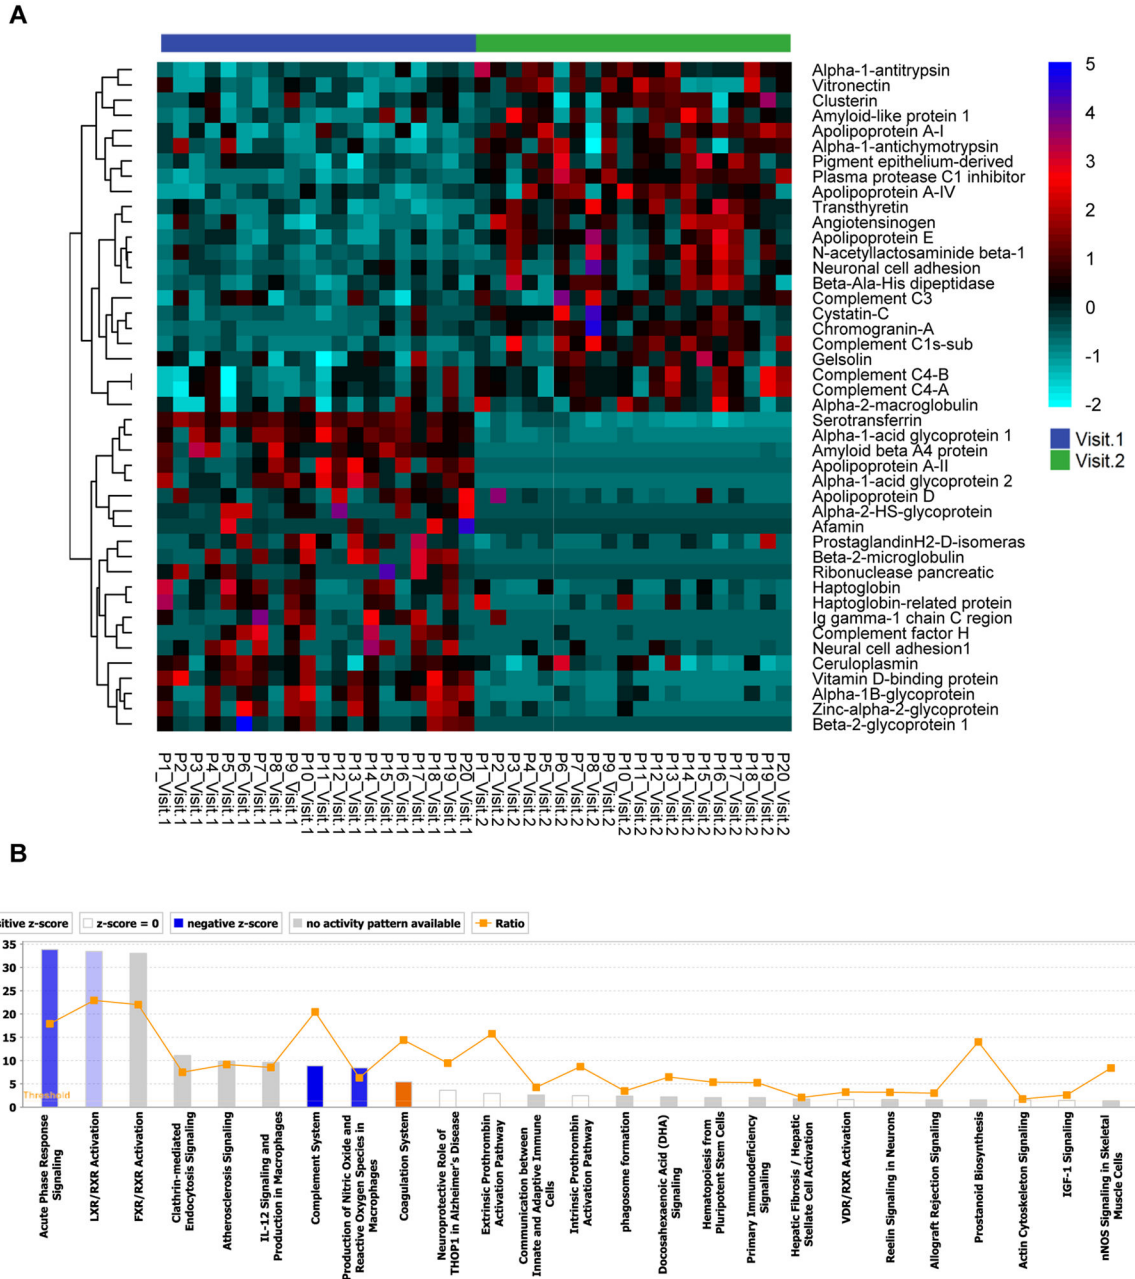 A
Alpha-1-antitrypsin
Vitronectin
Clusterin
Amyloid-like protein 1
Apolipoprotein A-I
Alpha-1-antichymotrypsin
Pigment epithelium-derived
Plasma protease C1 inhibitor
Apolipoprotein A-IV
Transthyretin
Angiotensinogen
Apolipoprotein E
N-acetyllactosaminide beta-1
Neuronal cell adhesion
Beta-Ala-His dipeptidase
Complement C3
Cystatin-C
Chromogranin-A
Complement C1s-sub
Gelsolin
Complement C4-B
Complement C4-A
Alpha-2-macroglobulin
Serotransferrin
Alpha-1-acid glycoprotein 1
Amyloid beta A4 protein
Apolipoprotein A-II
Alpha-1-acid glycoprotein 2
Apolipoprotein D
Alpha-2-HS-glycoprotein
Afamin
ProstaglandinH2-D-isomeras
Beta-2-microglobulin
Ribonuclease pancreatic
Haptoglobin
Haptoglobin-related protein
Ig gamma-1 chain C region
Complement factor H
Neural cell adhesion1
Ceruloplasmin
Vitamin D-binding protein
Alpha-1B-glycoprotein
Zinc-alpha-2-glycoprotein
Beta-2-glycoprotein 1
5
4
3
2
1
0
-1
-2
Visit.1
Visit.2
P1_Visit.1
P2_Visit.1
P3_Visit.1
P4_Visit.1
P5_Visit.1
P6_Visit.1
P7_Visit.1
P8_Visit.1
P9_Visit.1
P10_Visit.1
P11_Visit.1
P12_Visit.1
P13_Visit.1
P14_Visit.1
P15_Visit.1
P16_Visit.1
P17_Visit.1
P18_Visit.1
P19_Visit.1
P20_Visit.1
P1_Visit.2
P2_Visit.2
P3_Visit.2
P4_Visit.2
P5_Visit.2
P6_Visit.2
P7_Visit.2
P8_Visit.2
P9_Visit.2
P10_Visit.2
P11_Visit.2
P12_Visit.2
P13_Visit.2
P14_Visit.2
P15_Visit.2
P16_Visit.2
P17_Visit.2
P18_Visit.2
P19_Visit.2
P20_Visit.2
B
sitive z-score
z-score = 0
negative z-score
no activity pattern available
Ratio
35
30
25
20
15
10
5
0
Threshold
Acute Phase Response
Signaling
LXR/RXR Activation
FXR/RXR Activation
Clathrin-mediated
Endocytosis Signaling
Atherosclerosis Signaling
IL-12 Signaling and
Production in Macrophages
Complement System
Production of Nitric Oxide and
Reactive Oxygen Species in
Macrophages
Coagulation System
Neuroprotective Role of
THOP1 in Alzheimer's Disease
Extrinsic Prothrombin
Activation Pathway
Communication between
Innate and Adaptive Immune
Cells
Intrinsic Prothrombin
Activation Pathway
phagosome formation
Docosahexaenoic Acid (DHA)
Signaling
Hematopoiesis from
Pluripotent Stem Cells
Primary Immunodeficiency
Signaling
Hepatic Fibrosis / Hepatic
Stellate Cell Activation
VDR/RXR Activation
Reelin Signaling in Neurons
Allograft Rejection Signaling
Prostanoid Biosynthesis
Actin Cytoskeleton Signaling
IGF-1 Signaling
nNOS Signaling in Skeletal
Muscle Cells